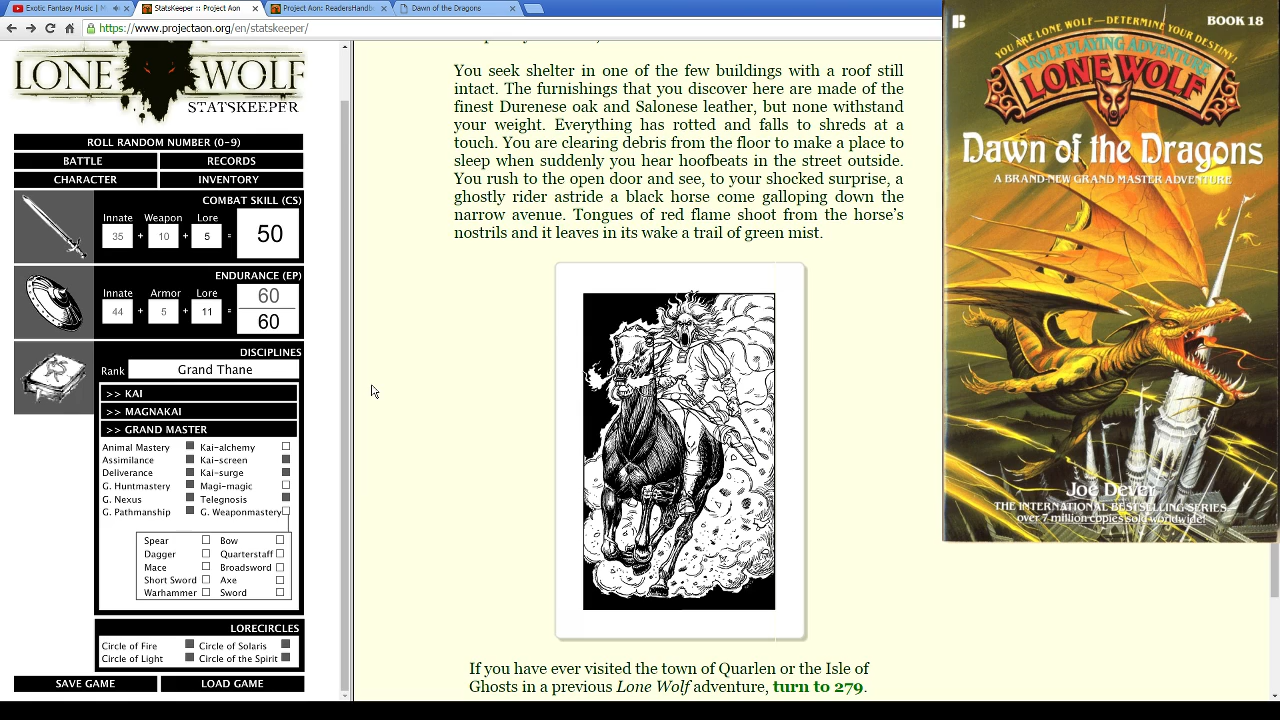 Exotic Fantasy Music | M
StatsKeeper :: Project Aon
Project Aon: ReadersHandb
Dawn of the Dragons
https://www.projectaon.org/en/statskeeper/
LONE WOLF
STATSKEEPER
ROLL RANDOM NUMBER (0-9)
BATTLE RECORDS
CHARACTER INVENTORY
COMBAT SKILL (CS)
Innate Weapon Lore
35 + 10 + 5 = 50
ENDURANCE (EP)
60
Innate Armor Lore
44 + 5 + 11 = 60
DISCIPLINES
Rank Grand Thane
>> KAI
>> MAGNAKAI
>> GRAND MASTER
Animal Mastery Kai-alchemy
Assimilance Kai-screen
Deliverance Kai-surge
G. Huntmastery Magi-magic
G. Nexus Telegnosis
G. Pathmanship G. Weaponmastery
Spear Bow
Dagger Quarterstaff
Mace Broadsword
Short Sword Axe
Warhammer Sword
LORECIRCLES
Circle of Fire Circle of Solaris
Circle of Light Circle of the Spirit
SAVE GAME LOAD GAME
You seek shelter in one of the few buildings with a roof still
intact. The furnishings that you discover here are made of the
finest Durenese oak and Salonese leather, but none withstand
your weight. Everything has rotted and falls to shreds at a
touch. You are clearing debris from the floor to make a place to
sleep when suddenly you hear hoofbeats in the street outside.
You rush to the open door and see, to your shocked surprise, a
ghostly rider astride a black horse come galloping down the
narrow avenue. Tongues of red flame shoot from the horse's
nostrils and it leaves in its wake a trail of green mist.
If you have ever visited the town of Quarlen or the Isle of
Ghosts in a previous Lone Wolf adventure, turn to 279.
B
BOOK 18
YOU ARE LONE WOLF—DETERMINE YOUR DESTINY!
A ROLE PLAYING ADVENTURE
LONE WOLF
Dawn of the Dragons
A BRAND-NEW GRAND MASTER ADVENTURE
Joe Dever
THE INTERNATIONAL BESTSELLING SERIES—
over 7 million copies sold worldwide!